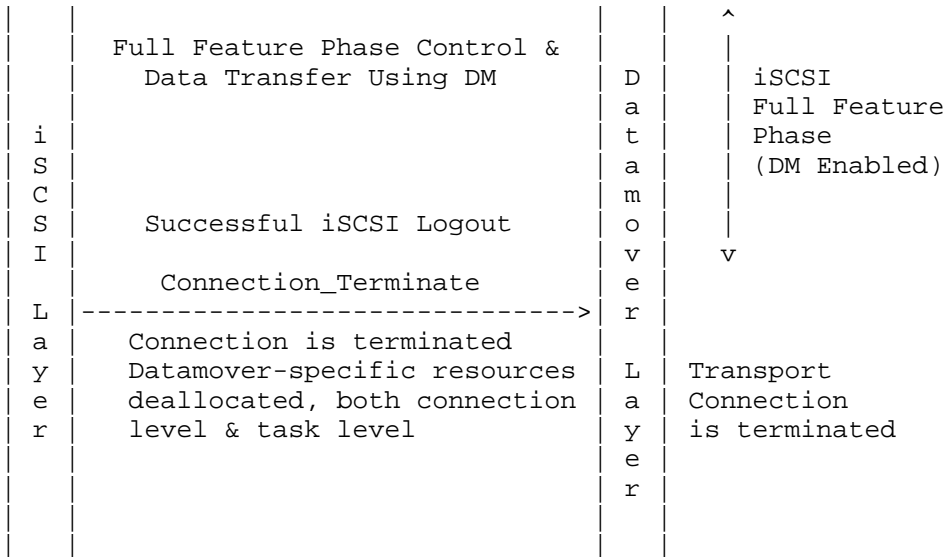 | | | | | ^
| | Full Feature Phase Control & | | |
| | Data Transfer Using DM | D | | iSCSI
| | | a | | Full Feature
| i | | t | | Phase
| S | | a | | (DM Enabled)
| C | | m | |
| S | Successful iSCSI Logout | o | |
| I | | v | v
| | Connection_Terminate | e |
| L |------------------------------->| r |
| a | Connection is terminated | |
| y | Datamover-specific resources | L | Transport
| e | deallocated, both connection | a | Connection
| r | level & task level | y | is terminated
| | | e |
| | | r |
| | | |
| | | |